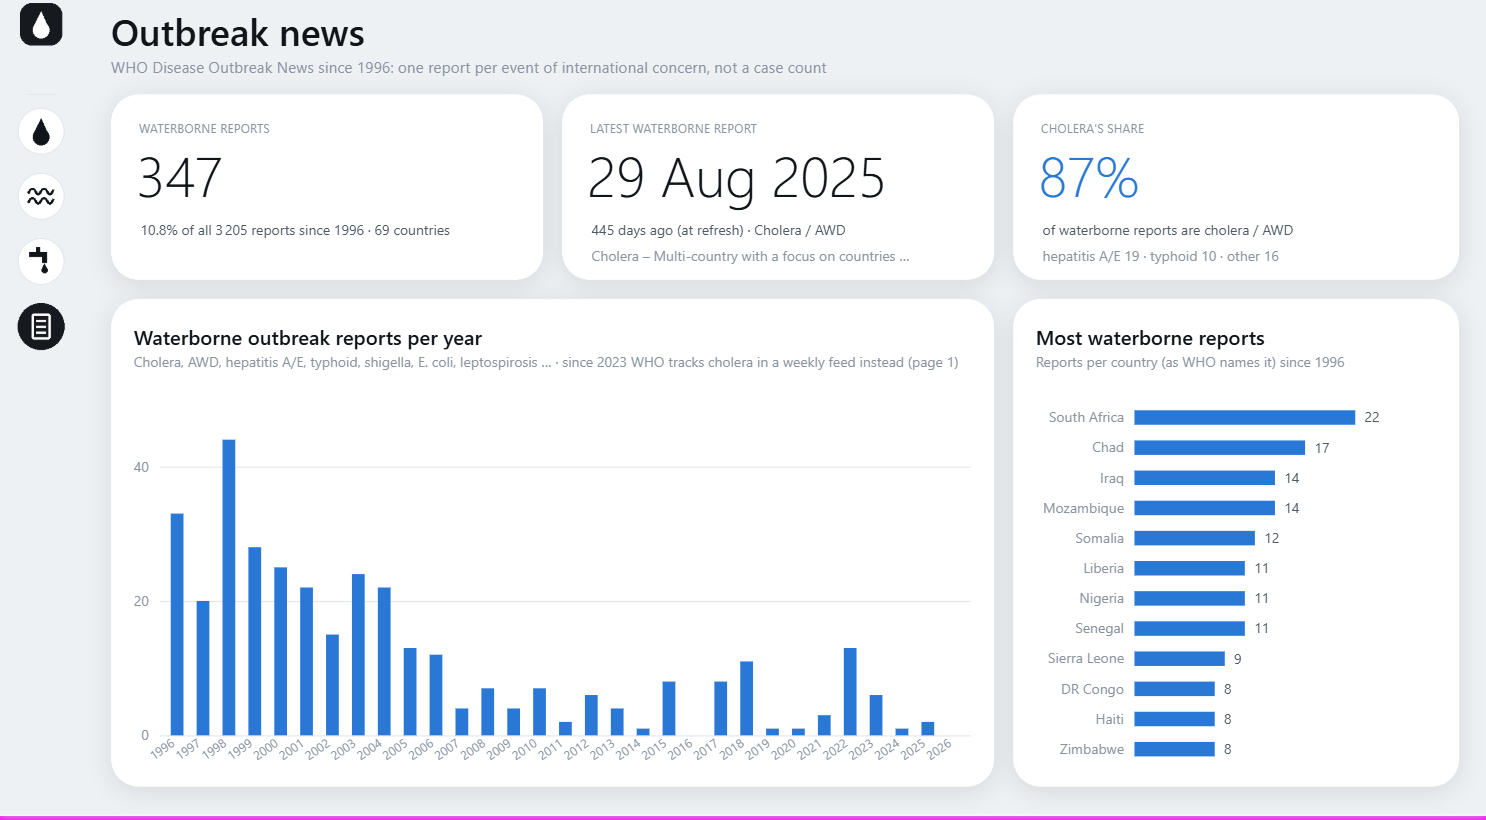 Outbreak news
WHO Disease Outbreak News since 1996: one report per event of international concern, not a case count
WATERBORNE REPORTS
347
10.8% of all 3 205 reports since 1996 · 69 countries
LATEST WATERBORNE REPORT
29 Aug 2025
445 days ago (at refresh) · Cholera / AWD
Cholera – Multi-country with a focus on countries ...
CHOLERA'S SHARE
87%
of waterborne reports are cholera / AWD
hepatitis A/E 19 · typhoid 10 · other 16
Waterborne outbreak reports per year
Cholera, AWD, hepatitis A/E, typhoid, shigella, E. coli, leptospirosis ... · since 2023 WHO tracks cholera in a weekly feed instead (page 1)
40
20
0
1996 1997 1998 1999 2000 2001 2002 2003 2004 2005 2006 2007 2008 2009 2010 2011 2012 2013 2014 2015 2016 2017 2018 2019 2020 2021 2022 2023 2024 2025 2026
Most waterborne reports
Reports per country (as WHO names it) since 1996
South Africa 22
Chad 17
Iraq 14
Mozambique 14
Somalia 12
Liberia 11
Nigeria 11
Senegal 11
Sierra Leone 9
DR Congo 8
Haiti 8
Zimbabwe 8